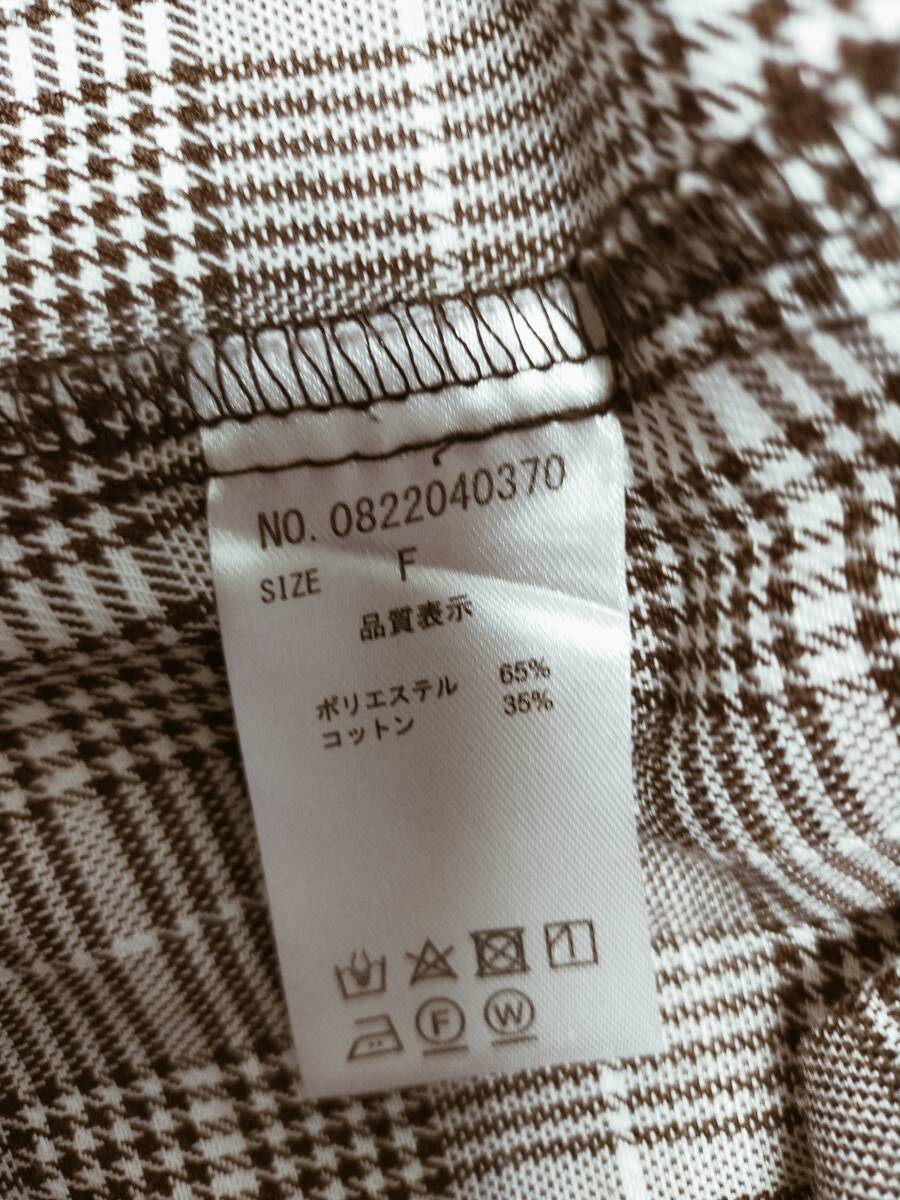 NO. 0822040370
SIZE F
品質表示
ポリエステル 65%
コットン 35%
F W